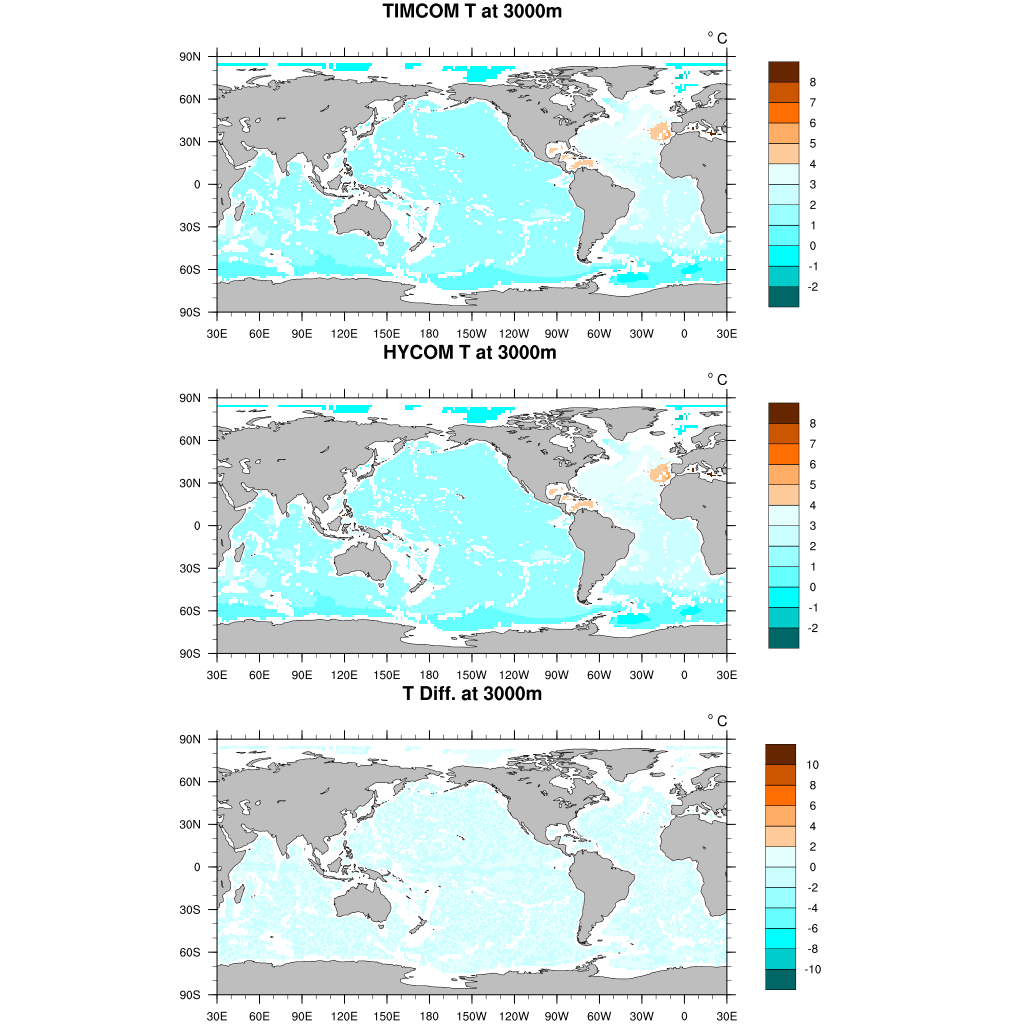 TIMCOM T at 3000m
° C
90N
60N
30N
0
30S
60S
90S
30E 60E 90E 120E 150E 180 150W 120W 90W 60W 30W 0 30E
8
7
6
5
4
3
2
1
0
-1
-2
HYCOM T at 3000m
° C
90N
60N
30N
0
30S
60S
90S
30E 60E 90E 120E 150E 180 150W 120W 90W 60W 30W 0 30E
8
7
6
5
4
3
2
1
0
-1
-2
T Diff. at 3000m
° C
90N
60N
30N
0
30S
60S
90S
30E 60E 90E 120E 150E 180 150W 120W 90W 60W 30W 0 30E
10
8
6
4
2
0
-2
-4
-6
-8
-10